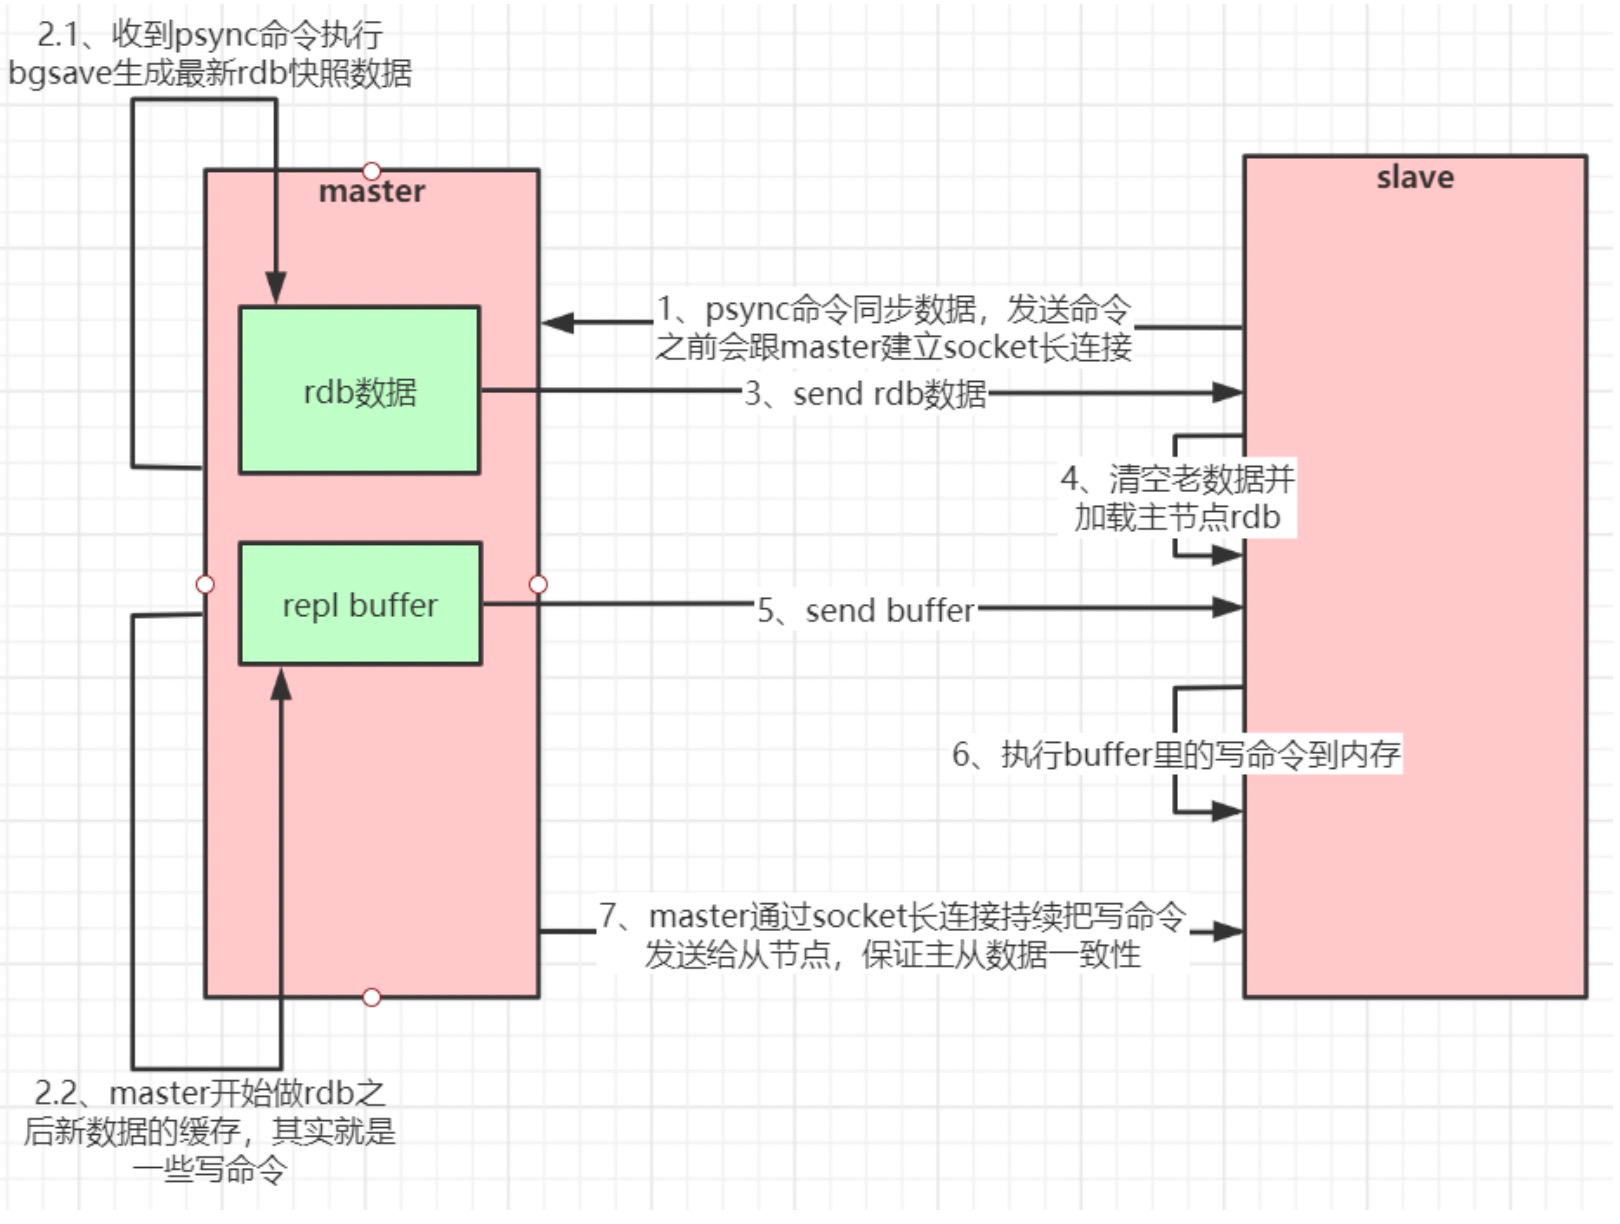 2.1、收到psync命令执行
bgsave生成最新rdb快照数据
master
slave
1、psync命令同步数据，发送命令
之前会跟master建立socket长连接
rdb数据
3、send rdb数据
4、清空老数据并
加载主节点rdb
repl buffer
5、send buffer
6、执行buffer里的写命令到内存
7、master通过socket长连接持续把写命令
发送给从节点，保证主从数据一致性
2.2、master开始做rdb之
后新数据的缓存，其实就是
一些写命令